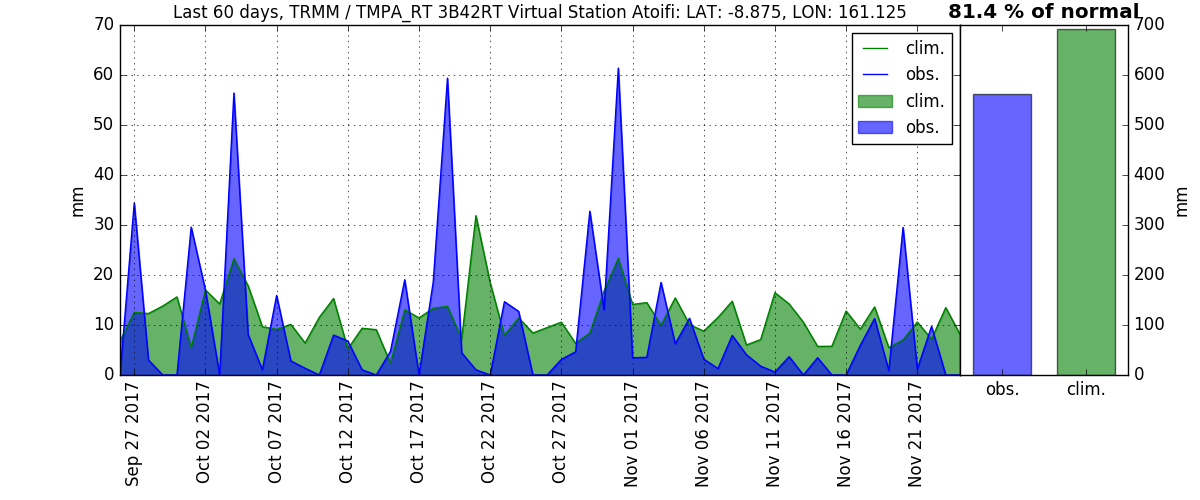 Last 60 days, TRMM / TMPA_RT 3B42RT Virtual Station Atoifi: LAT: -8.875, LON: 161.125
81.4 % of normal
70
60
50
40
30
20
10
0
mm
clim.
obs.
clim.
obs.
700
600
500
400
300
200
100
0
mm
obs.
clim.
Sep 27 2017
Oct 02 2017
Oct 07 2017
Oct 12 2017
Oct 17 2017
Oct 22 2017
Oct 27 2017
Nov 01 2017
Nov 06 2017
Nov 11 2017
Nov 16 2017
Nov 21 2017